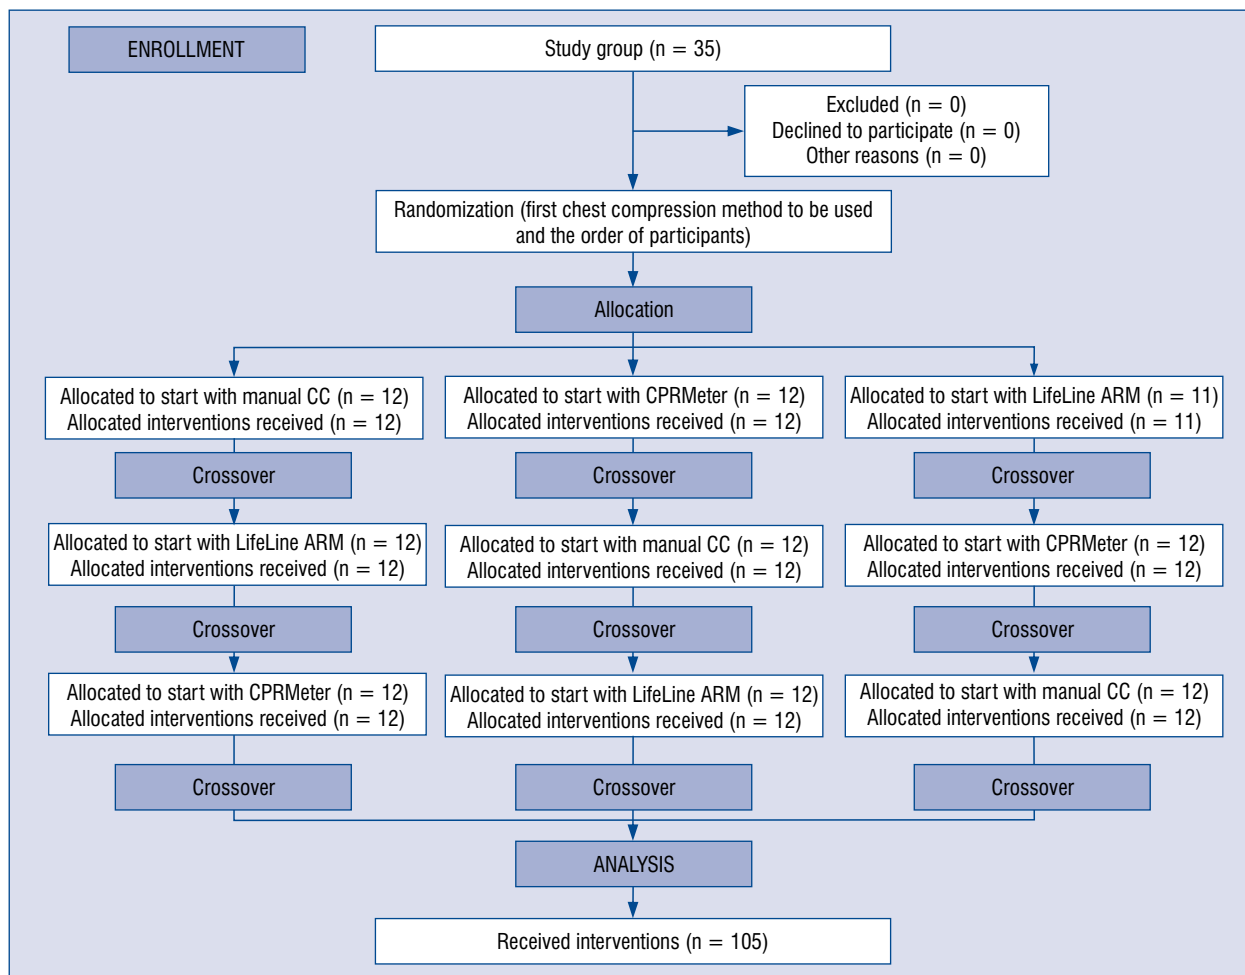 ENROLLMENT
Study group (n = 35)
Excluded (n = 0)
Declined to participate (n = 0)
Other reasons (n = 0)
Randomization (first chest compression method to be used
and the order of participants)
Allocation
Allocated to start with manual CC (n = 12)
Allocated interventions received (n = 12)
Allocated to start with CPRMeter (n = 12)
Allocated interventions received (n = 12)
Allocated to start with LifeLine ARM (n = 11)
Allocated interventions received (n = 11)
Crossover
Crossover
Crossover
Allocated to start with LifeLine ARM (n = 12)
Allocated interventions received (n = 12)
Allocated to start with manual CC (n = 12)
Allocated interventions received (n = 12)
Allocated to start with CPRMeter (n = 12)
Allocated interventions received (n = 12)
Crossover
Crossover
Crossover
Allocated to start with CPRMeter (n = 12)
Allocated interventions received (n = 12)
Allocated to start with LifeLine ARM (n = 12)
Allocated interventions received (n = 12)
Allocated to start with manual CC (n = 12)
Allocated interventions received (n = 12)
Crossover
Crossover
Crossover
ANALYSIS
Received interventions (n = 105)